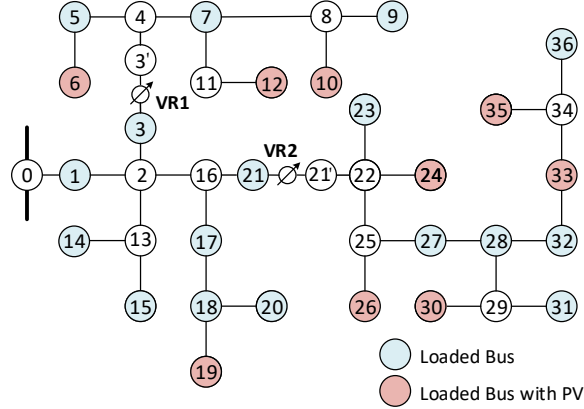 5 4 7 8 9 36
3' 6 11 12 10 35 34
VR1
3 23
VR2
0 1 2 16 21 21' 22 24 33
14 13 17 25 27 28 32
15 18 20 26 30 29 31
19
Loaded Bus
Loaded Bus with PV